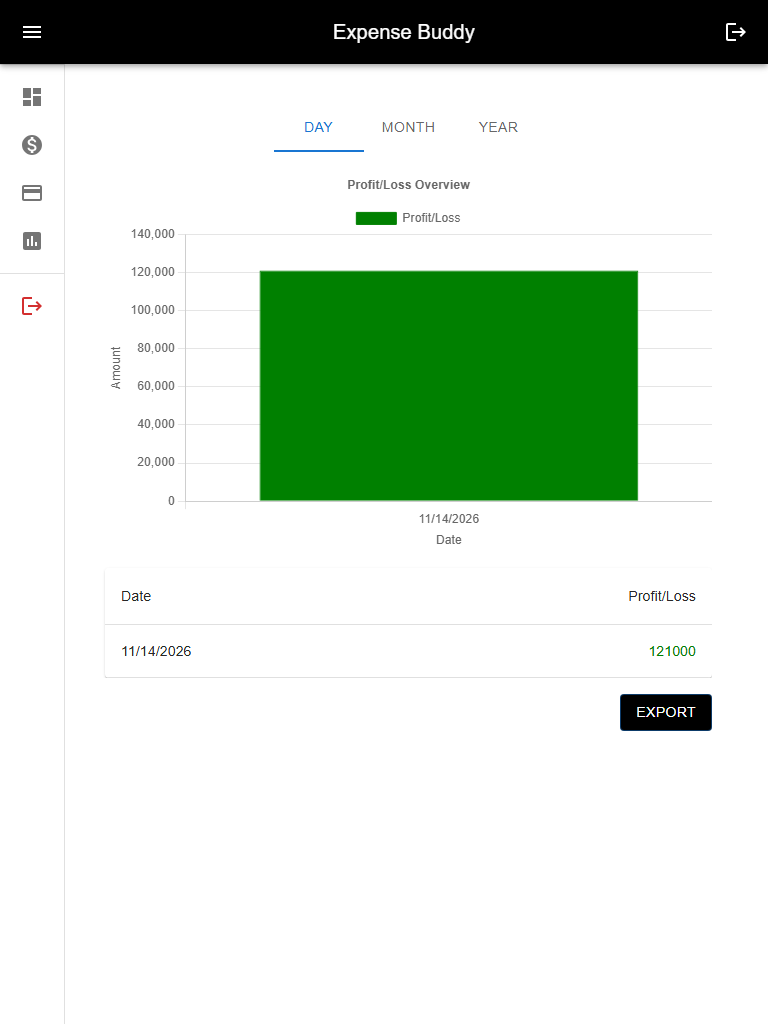 Expense Buddy
DAY MONTH YEAR
Profit/Loss Overview
Profit/Loss
140,000
120,000
100,000
80,000
60,000
40,000
20,000
0
Amount
11/14/2026
Date
Date Profit/Loss
11/14/2026 121000
EXPORT